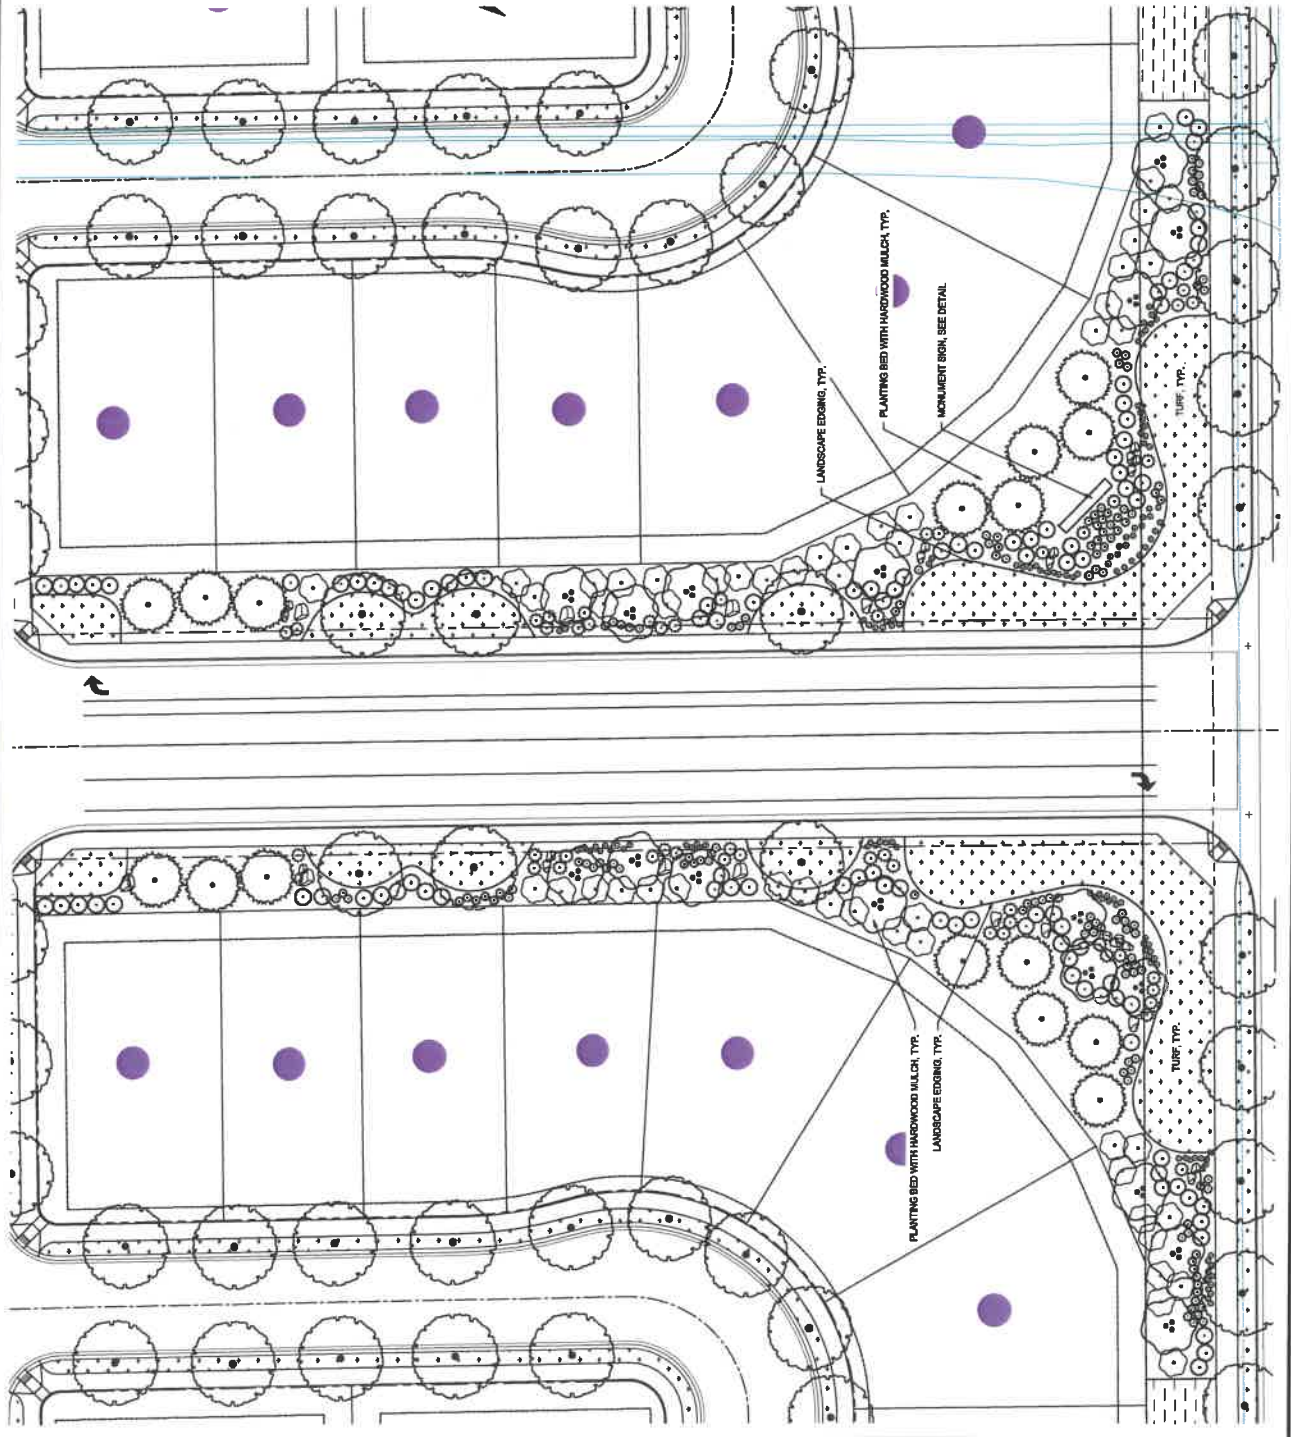 LANDSCAPE EDGING, TYP.
PLANTING BED WITH HARDWOOD MULCH, TYP.
MONUMENT SIGN, SEE DETAIL
TURF, TYP.
PLANTING BED WITH HARDWOOD MULCH, TYP.
LANDSCAPE EDGING, TYP.
TURF, TYP.